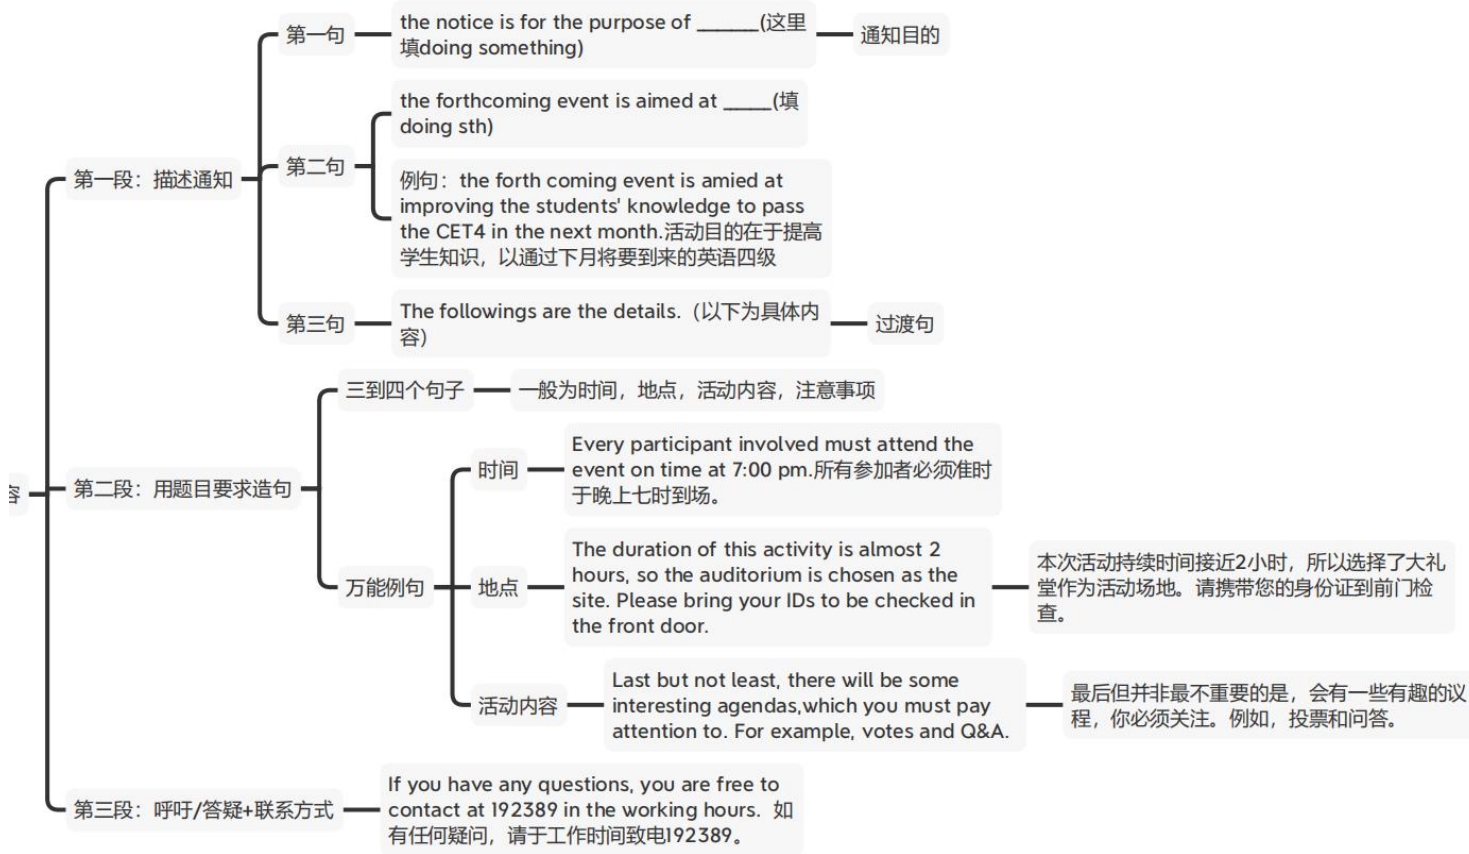 第一句
the notice is for the purpose of ______(这里
填doing something)
通知目的
第二句
the forthcoming event is aimed at _____(填
doing sth)
例句：the forth coming event is amied at
improving the students' knowledge to pass
the CET4 in the next month.活动目的在于提高
学生知识，以通过下月将要到来的英语四级
第一段：描述通知
第三句
The followings are the details.（以下为具体内
容）
过渡句
三到四个句子
一般为时间，地点，活动内容，注意事项
第二段：用题目要求造句
万能例句
时间
Every participant involved must attend the
event on time at 7:00 pm.所有参加者必须准时
于晚上七时到场。
地点
The duration of this activity is almost 2
hours, so the auditorium is chosen as the
site. Please bring your IDs to be checked in
the front door.
本次活动持续时间接近2小时，所以选择了大礼
堂作为活动场地。请携带您的身份证到前门检
查。
活动内容
Last but not least, there will be some
interesting agendas,which you must pay
attention to. For example, votes and Q&A.
最后但并非最不重要的是，会有一些有趣的议
程，你必须关注。例如，投票和问答。
第三段：呼吁/答疑+联系方式
If you have any questions, you are free to
contact at 192389 in the working hours. 如
有任何疑问，请于工作时间致电192389。